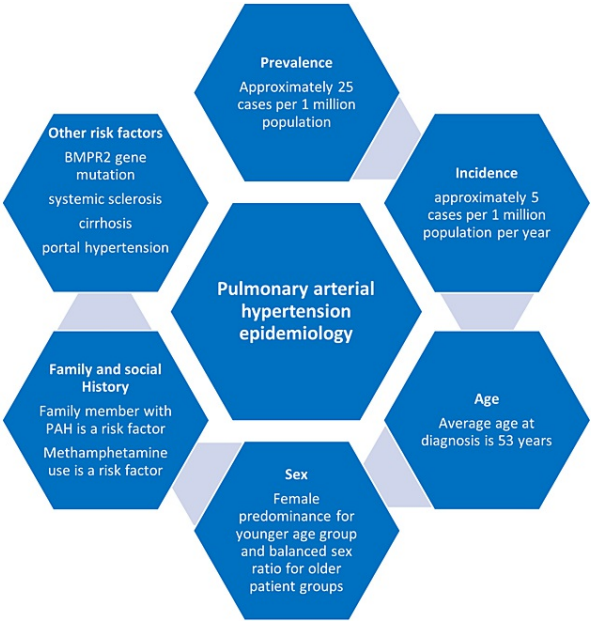 Prevalence
Approximately 25
cases per 1 million
population
Incidence
approximately 5
cases per 1 million
population per year
Age
Average age at
diagnosis is 53 years
Sex
Female
predominance for
younger age group
and balanced sex
ratio for older
patient groups
Family and social
History
Family member with
PAH is a risk factor
Methamphetamine
use is a risk factor
Other risk factors
BMPR2 gene
mutation
systemic sclerosis
cirrhosis
portal hypertension
Pulmonary arterial
hypertension
epidemiology